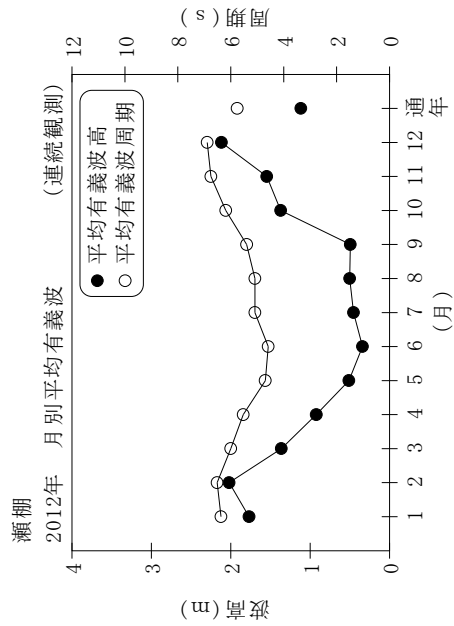 瀬棚
2012年 月別平均有義波 (連続観測)
平均有義波高
平均有義波周期
波高(m)
4
3
2
1
0
周期(s)
12
10
8
6
4
2
0
1 2 3 4 5 6 7 8 9 10 11 12 通年
(月)